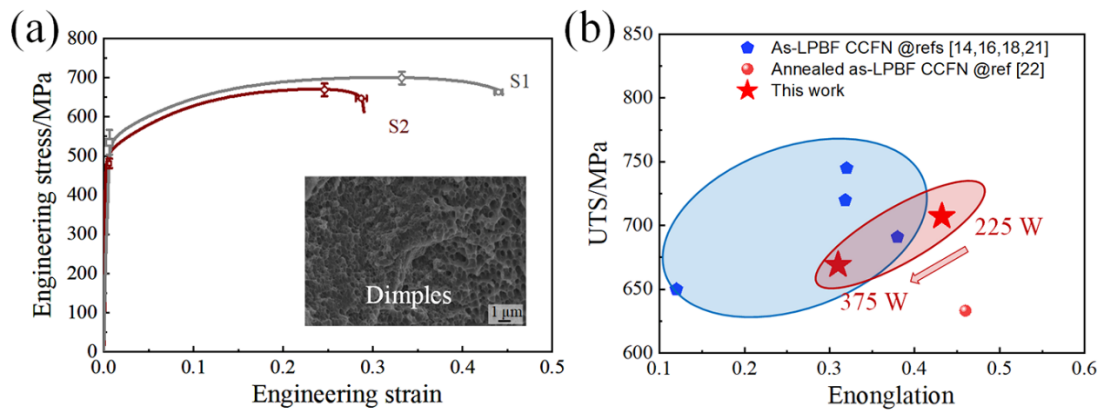 (a)
Engineering stress/MPa
800
700
600
500
400
300
200
100
0
S1
S2
Dimples
1 μm
0.0
0.1
0.2
0.3
0.4
0.5
Engineering strain
(b)
UTS/MPa
850
800
750
700
650
600
As-LPBF CCFN @refs [14,16,18,21]
Annealed as-LPBF CCFN @ref [22]
This work
225 W
375 W
0.1
0.2
0.3
0.4
0.5
0.6
Enonglation